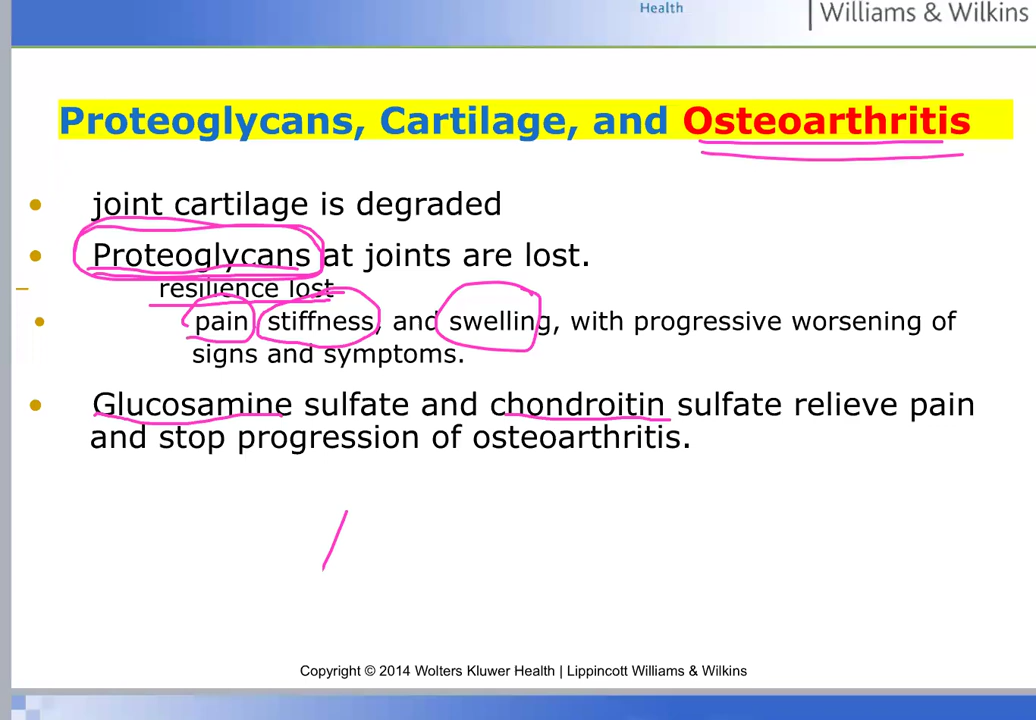 Health
Williams & Wilkins
Proteoglycans, Cartilage, and Osteoarthritis
• joint cartilage is degraded
• Proteoglycans at joints are lost.
– resilience lost
• pain, stiffness, and swelling, with progressive worsening of
signs and symptoms.
• Glucosamine sulfate and chondroitin sulfate relieve pain
and stop progression of osteoarthritis.
Copyright © 2014 Wolters Kluwer Health | Lippincott Williams & Wilkins